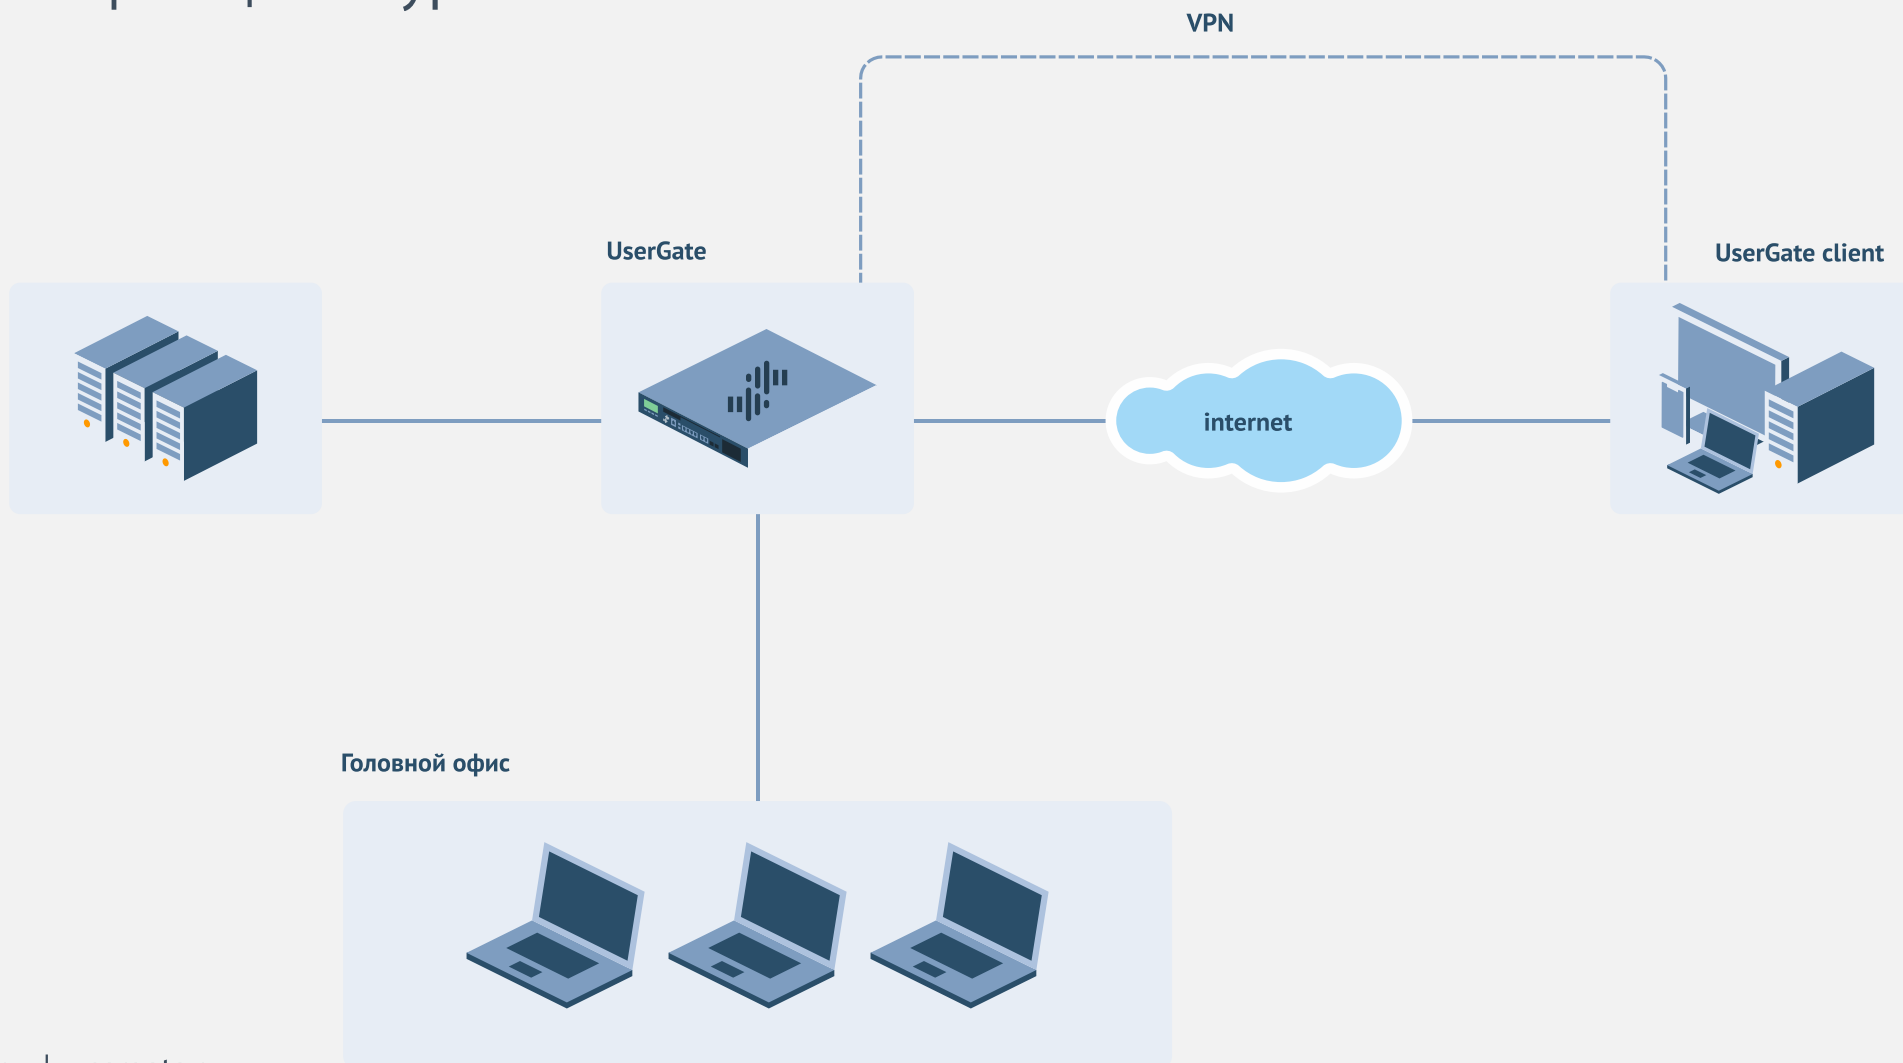 VPN
UserGate
UserGate client
internet
Головной офис